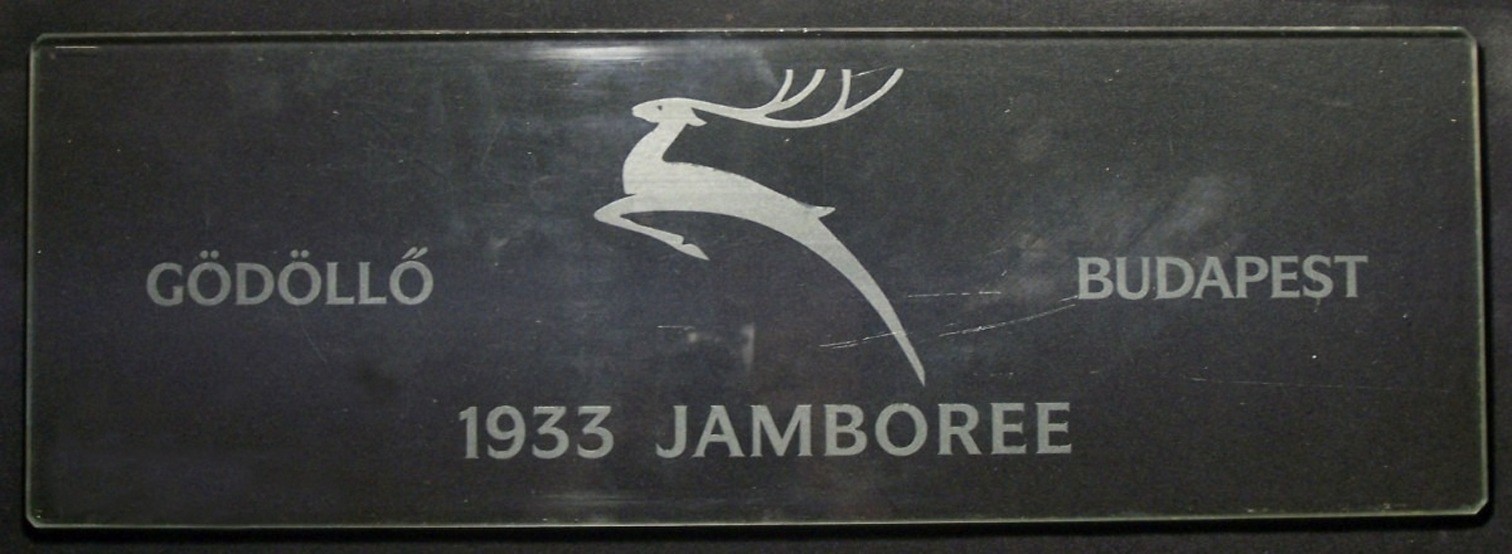 GÖDÖLLŐ
BUDAPEST
1933 JAMBOREE